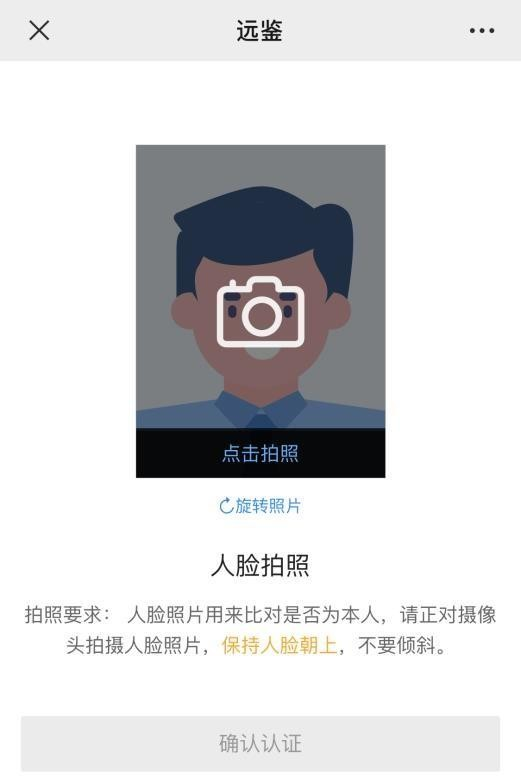 远鉴
点击拍照
旋转照片
人脸拍照
拍照要求： 人脸照片用来比对是否为本人，请正对摄像
头拍摄人脸照片，保持人脸朝上，不要倾斜。
确认认证